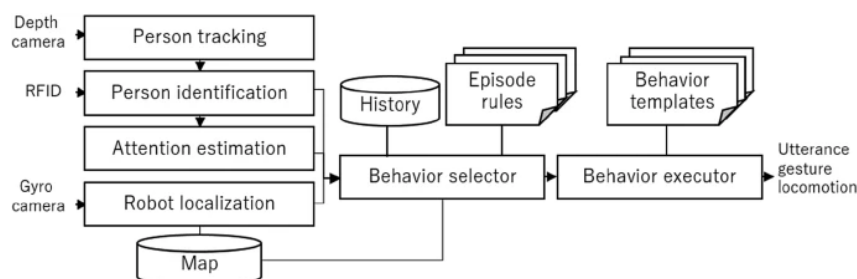 Depth
camera
Person tracking
RFID
Person identification
Attention estimation
Gyro
camera
Robot localization
Map
History
Episode
rules
Behavior
templates
Behavior selector
Behavior executor
Utterance
gesture
locomotion